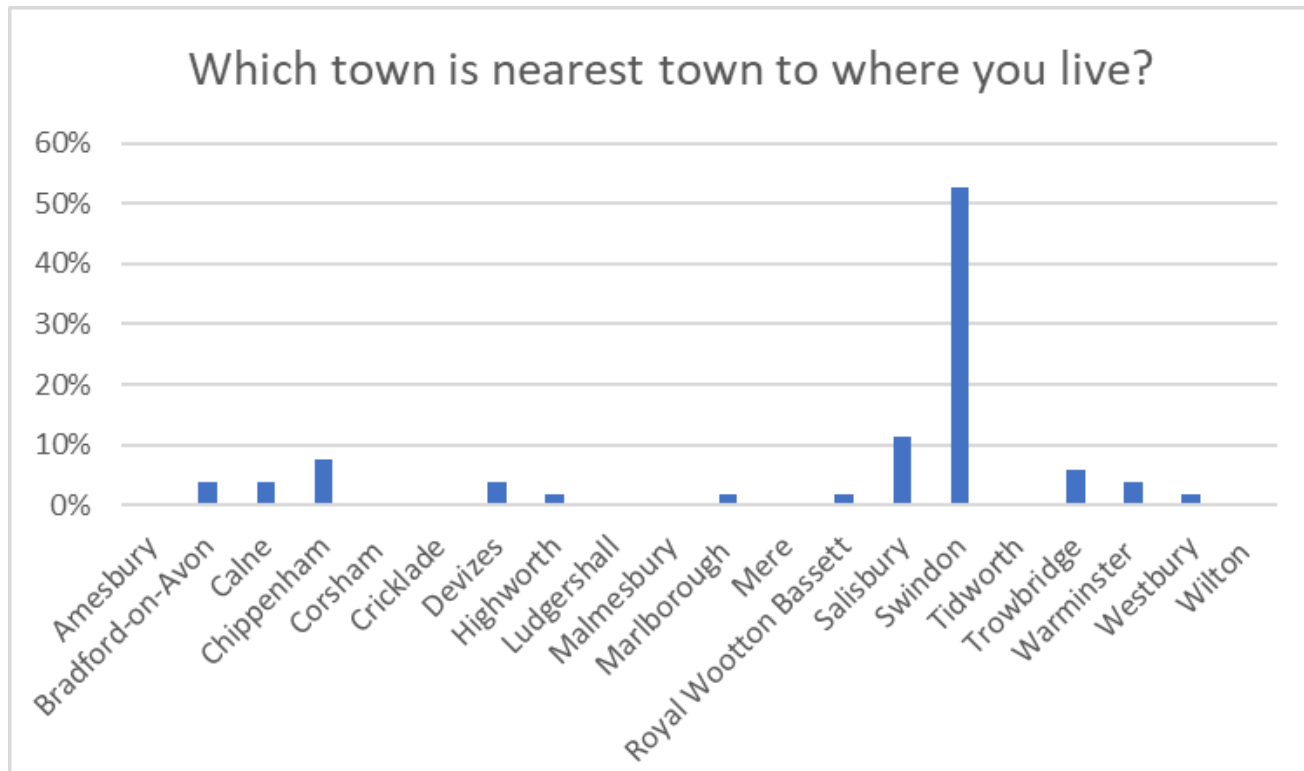 Which town is nearest town to where you live?
60%
50%
40%
30%
20%
10%
0%
Amesbury
Bradford-on-Avon
Calne
Chippenham
Corsham
Cricklade
Devizes
Highworth
Ludgershall
Malmesbury
Marlborough
Mere
Royal Wootton Bassett
Salisbury
Swindon
Tidworth
Trowbridge
Warminster
Westbury
Wilton